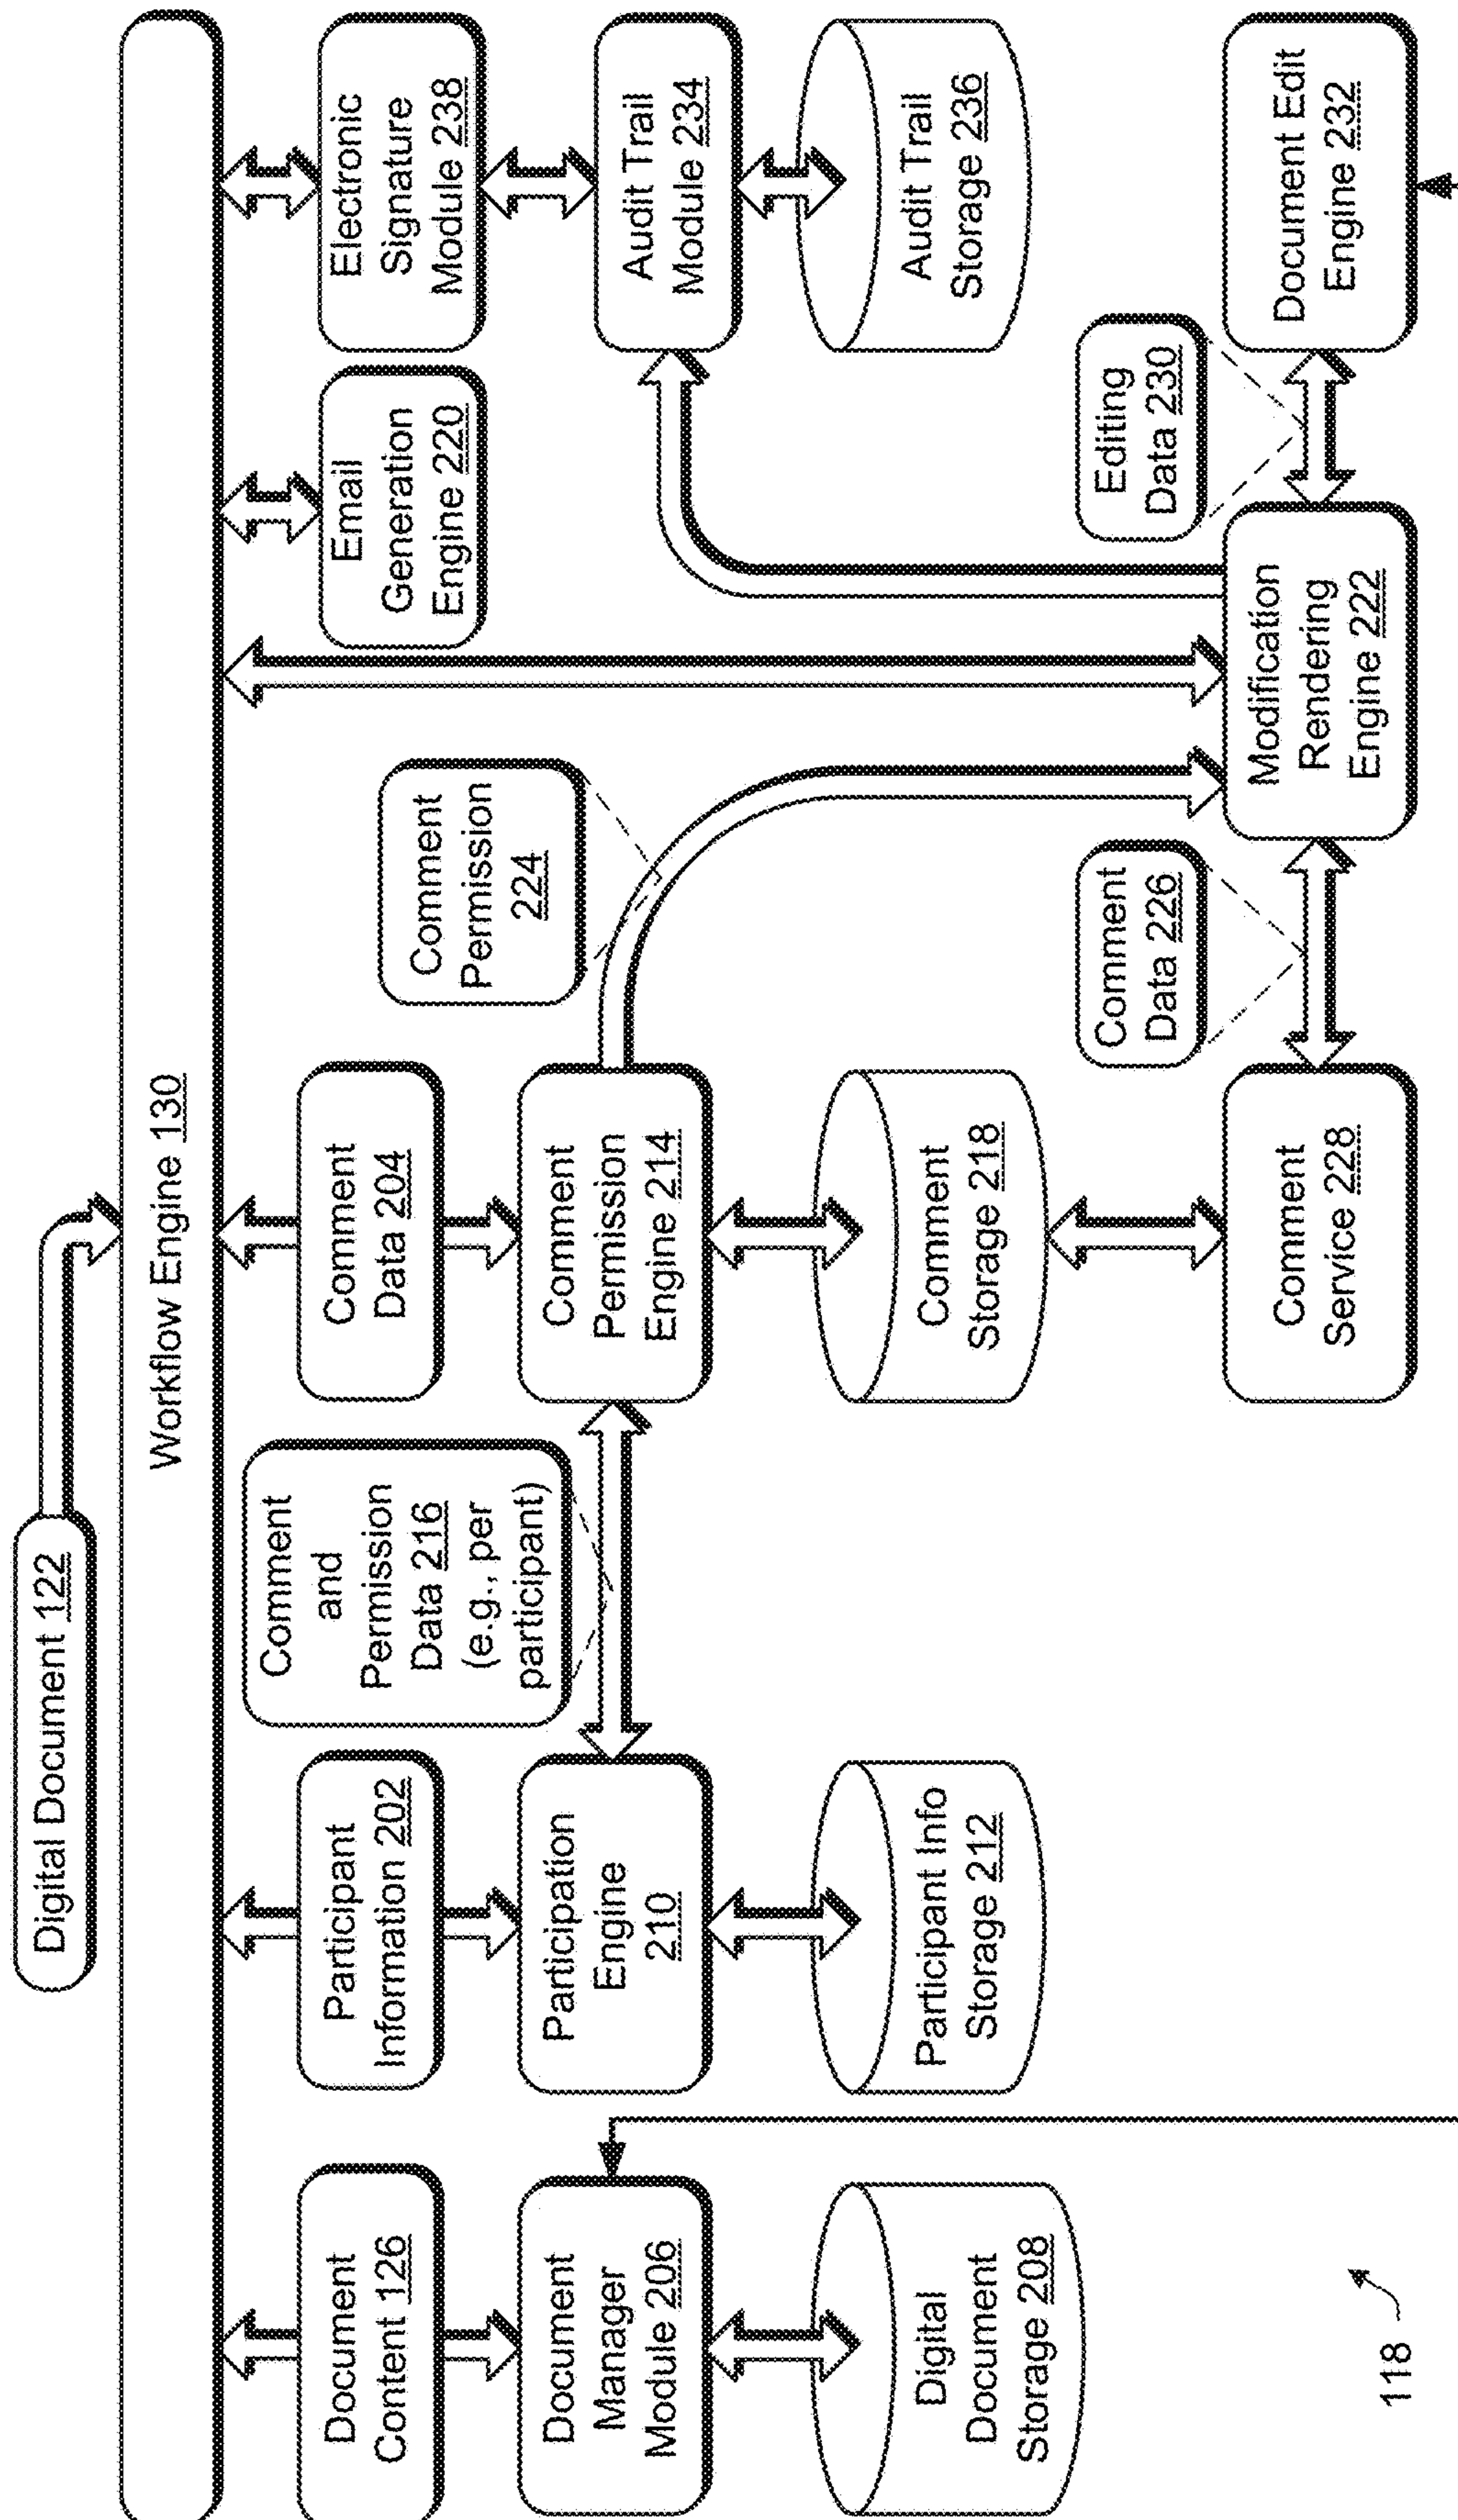 Digital Document 122
Workflow Engine 130
Document
Content 126
Participant
Information 202
Comment
and
Permission
Data 216
(e.g., per
participant)
Comment
Data 204
Comment
Permission
224
Email
Generation
Engine 220
Electronic
Signature
Module 238
Document
Manager
Module 206
Participation
Engine
210
Comment
Permission
Engine 214
Audit Trail
Module 234
Digital
Document
Storage 208
Participant Info
Storage 212
Comment
Storage 218
Audit Trail
Storage 236
Comment
Data 226
Editing
Data 230
Comment
Service 228
Modification
Rendering
Engine 222
Document Edit
Engine 232
118